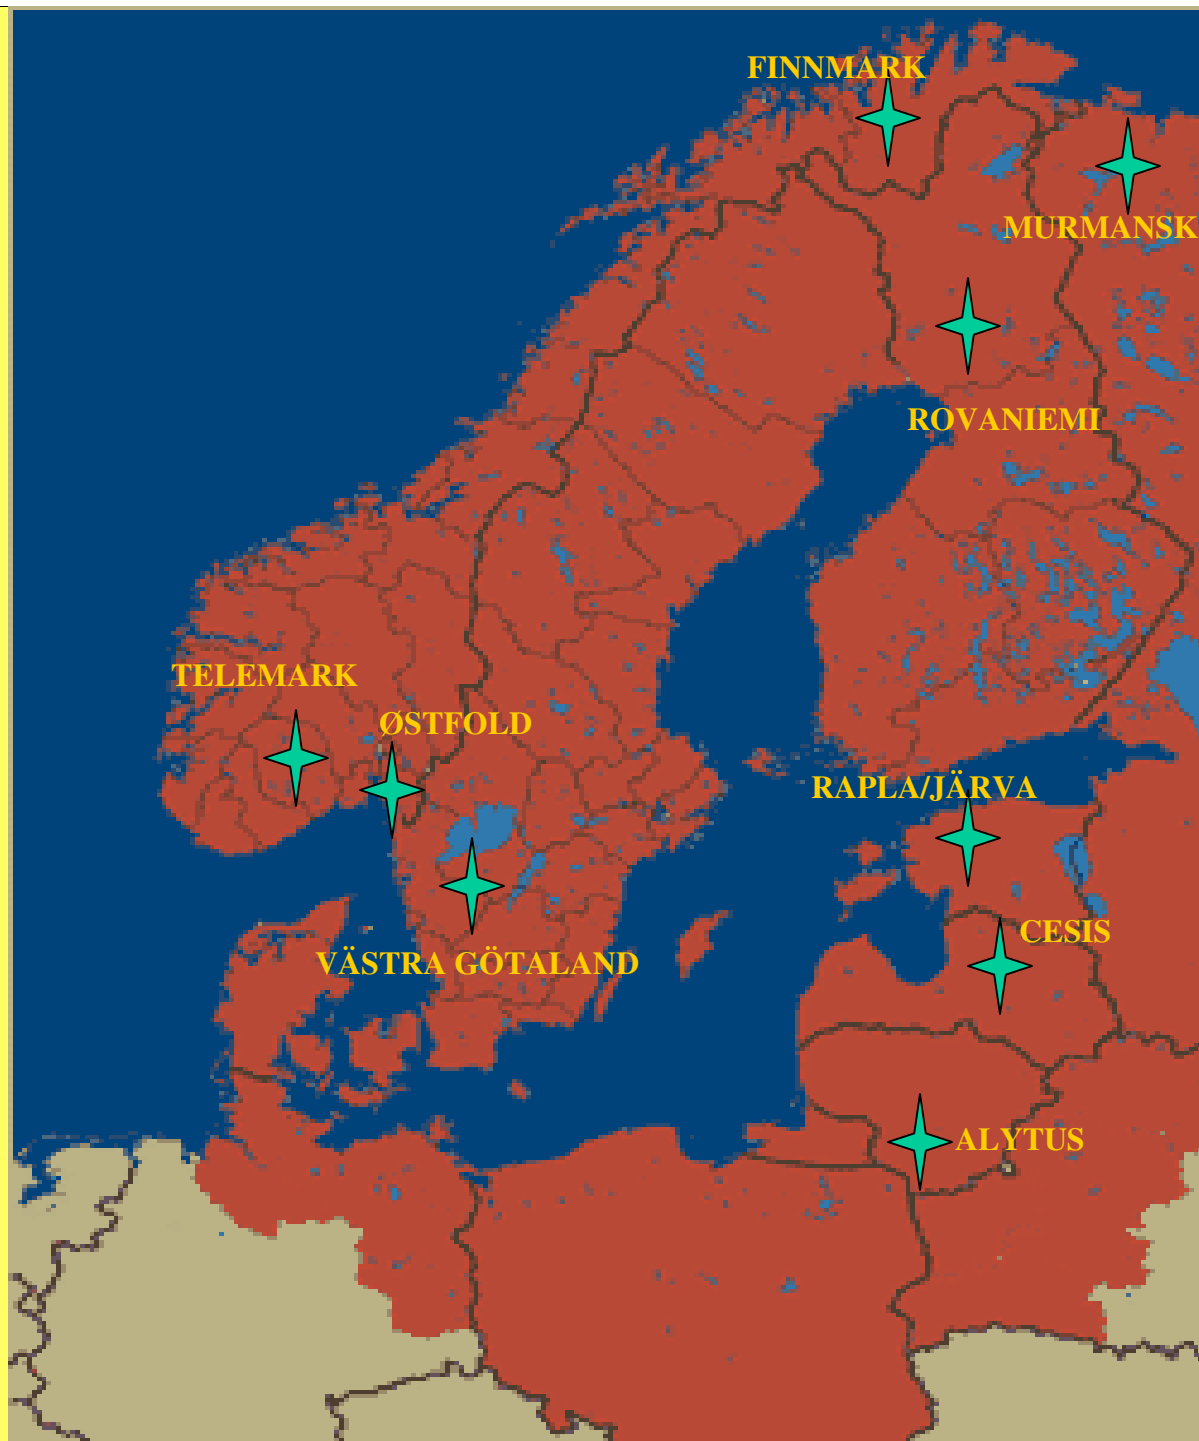 FINNMARK
MURMANSK
ROVANIEMI
TELEMARK
ØSTFOLD
RAPLA/JÄRVA
CESIS
VÄSTRA GÖTALAND
ALYTUS